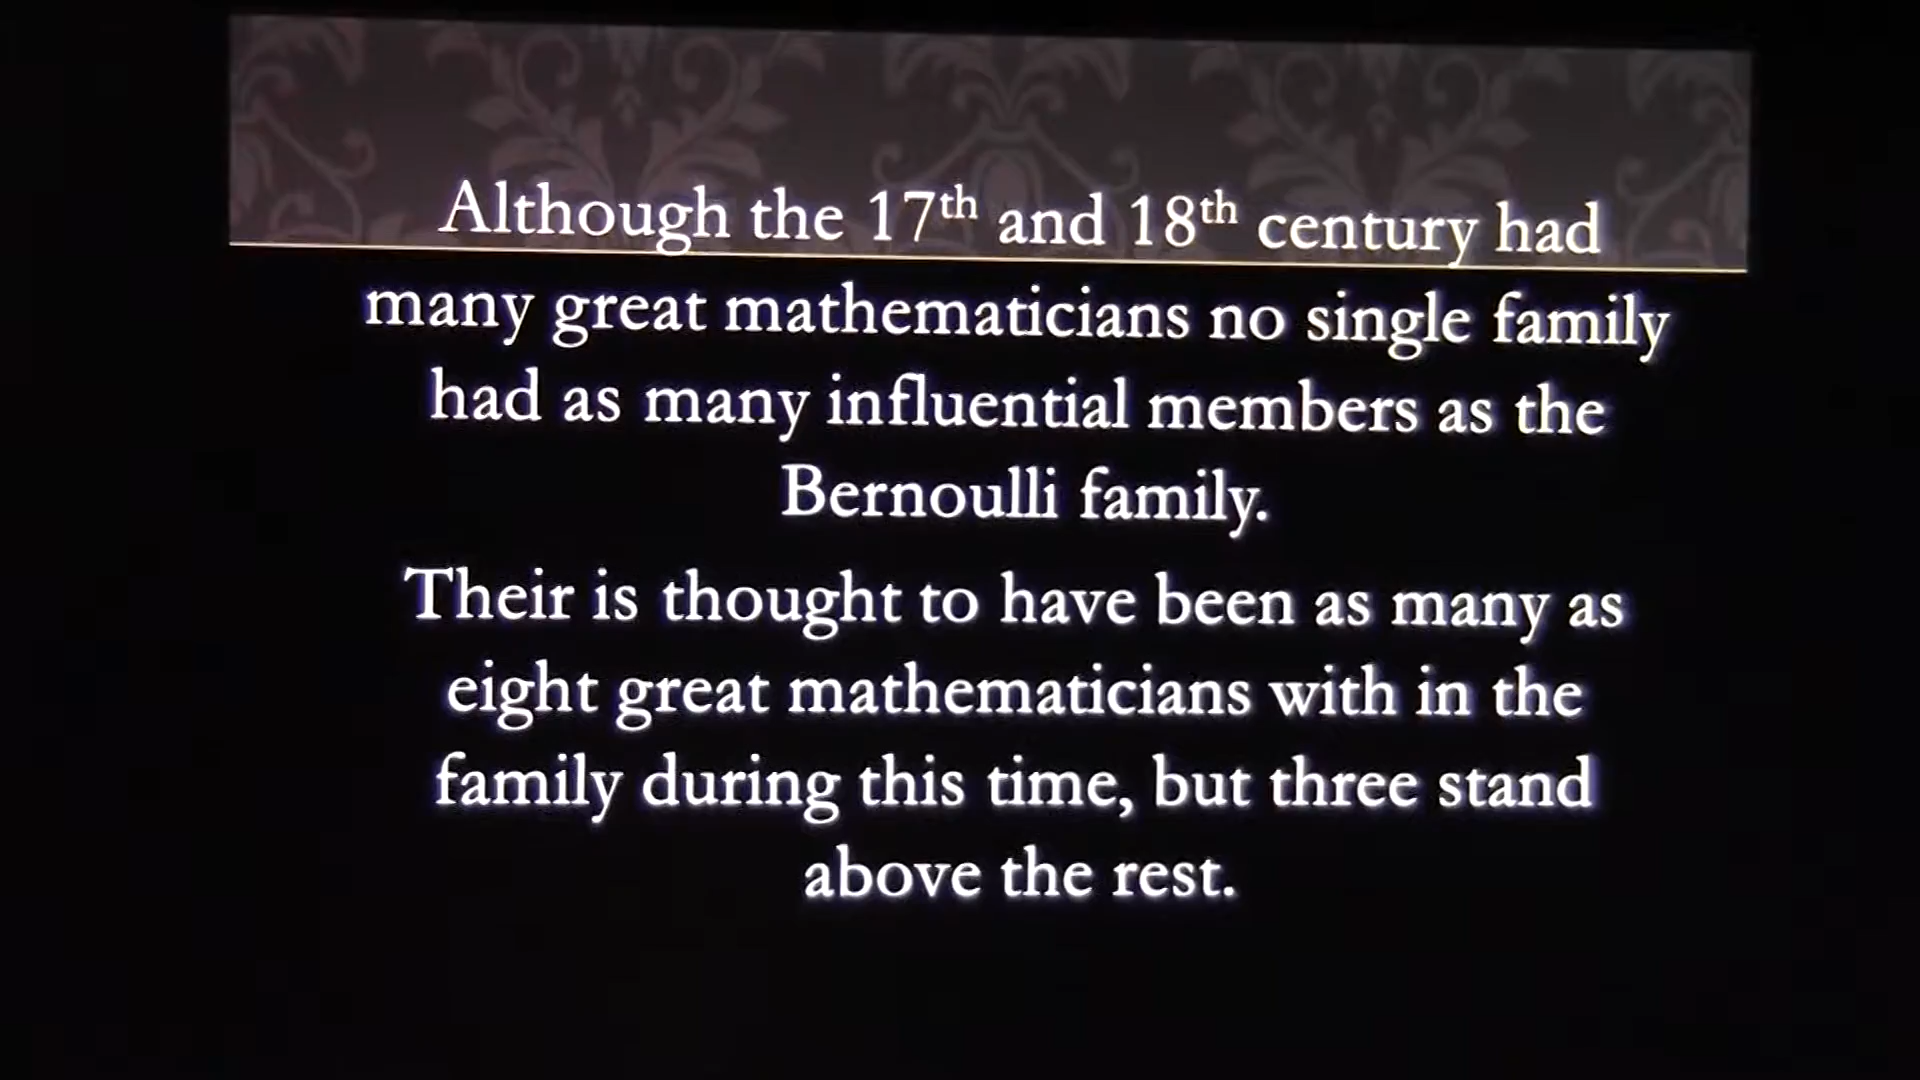 Although the 17th and 18th century had
many great mathematicians no single family
had as many influential members as the
Bernoulli family.
Their is thought to have been as many as
eight great mathematicians with in the
family during this time, but three stand
above the rest.